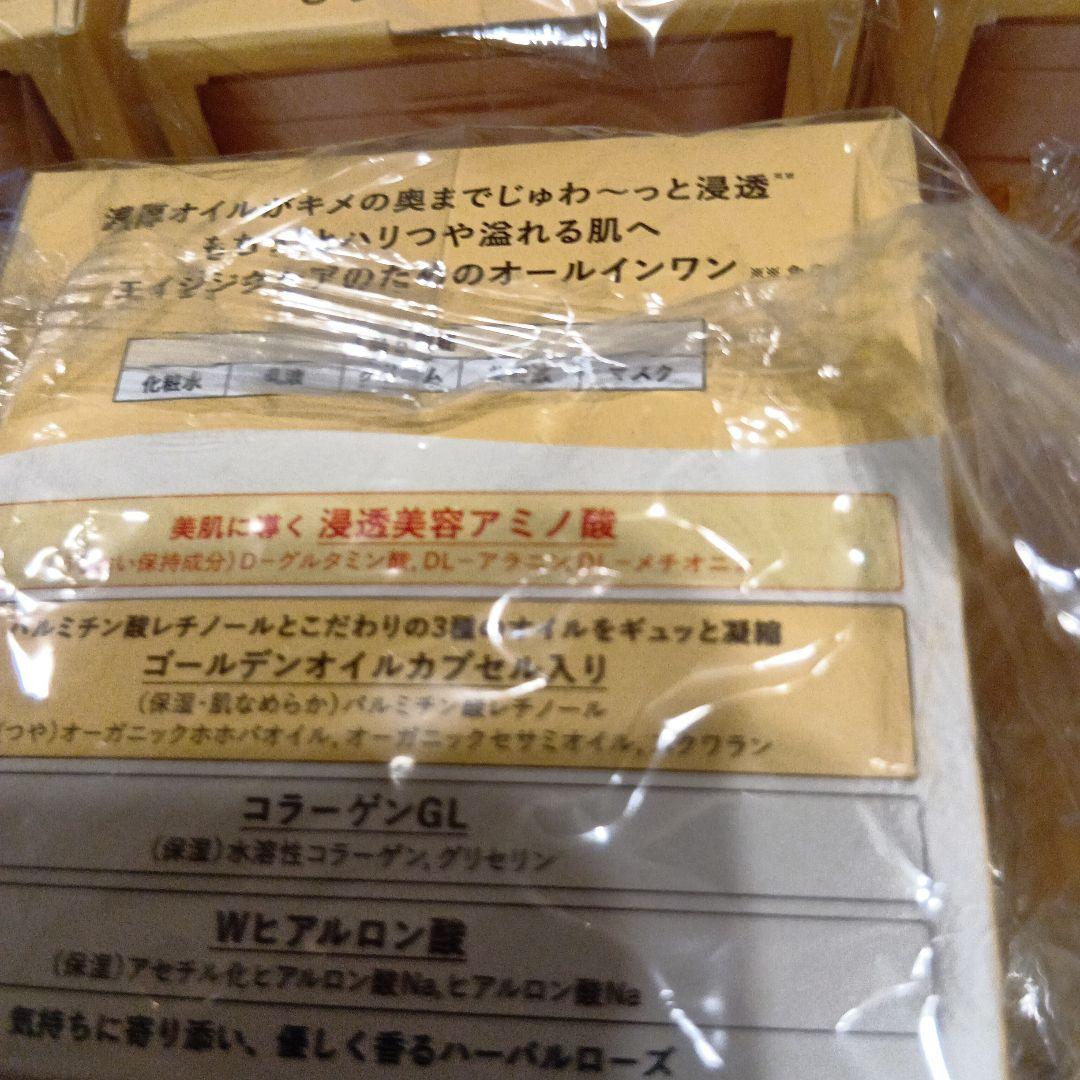 濃厚オイルがキメの奥までじゅわ〜っと浸透※※
ハリつや溢れる肌へ
エイジングケアのためのオールインワン ※※
化粧水 乳液 クリーム マスク
美肌に導く 浸透美容アミノ酸
い保持成分)D-グルタミン酸, DL-アラニン, DL-メチオニン
パルミチン酸レチノールとこだわりの3種のオイルをギュッと凝縮
ゴールデンオイルカプセル入り
(保湿・肌なめらか)パルミチン酸レチノール
(つや)オーガニックホホバオイル, オーガニックセサミオイル, スクワラン
コラーゲンGL
(保湿)水溶性コラーゲン, グリセリン
Wヒアルロン酸
(保湿)アセチル化ヒアルロン酸Na, ヒアルロン酸Na
気持ちに寄り添い、優しく香るハーバルローズ